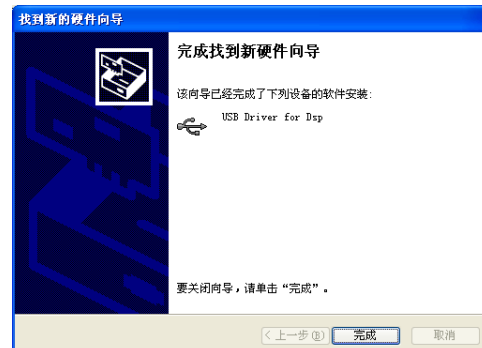 找到新的硬件向导
完成找到新硬件向导
该向导已经完成了下列设备的软件安装:
USB Driver for Dsp
要关闭向导，请单击“完成”。
<上一步(B) 完成 取消